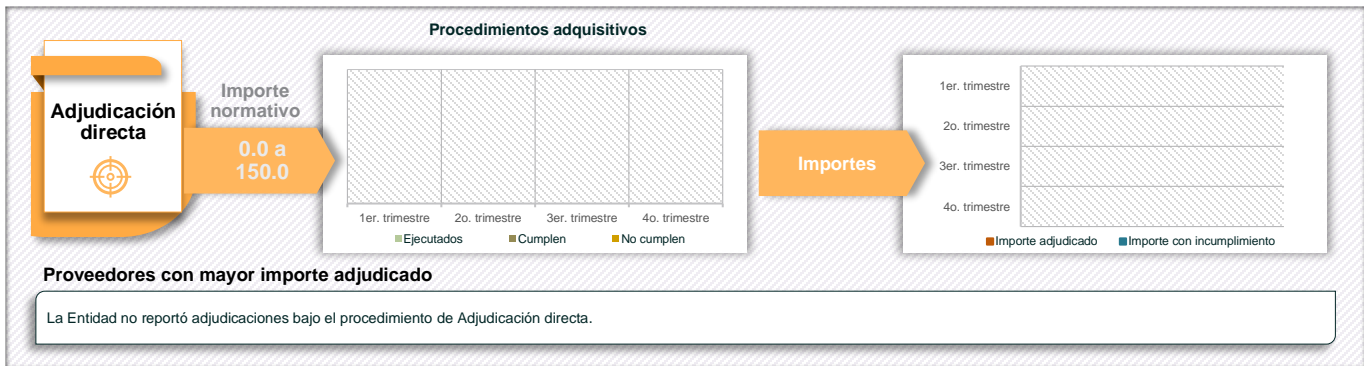 Procedimientos adquisitivos
Adjudicación
directa
Importe
normativo
0.0 a
150.0
1er. trimestre
2o. trimestre
3er. trimestre
4o. trimestre
Ejecutados
Cumplen
No cumplen
Importes
1er. trimestre
2o. trimestre
3er. trimestre
4o. trimestre
Importe adjudicado
Importe con incumplimiento
Proveedores con mayor importe adjudicado
La Entidad no reportó adjudicaciones bajo el procedimiento de Adjudicación directa.